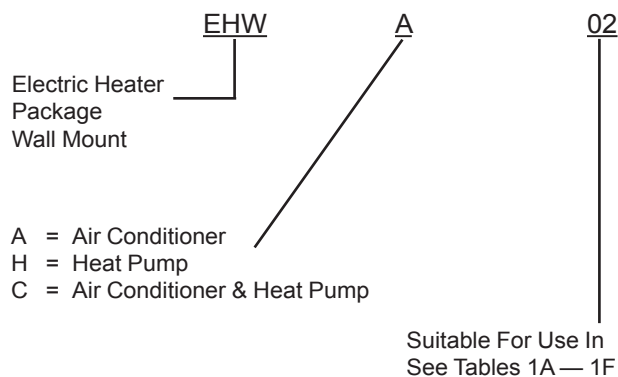 EHW A 02
Electric Heater
Package
Wall Mount
A = Air Conditioner
H = Heat Pump
C = Air Conditioner & Heat Pump
Suitable For Use In
See Tables 1A — 1F